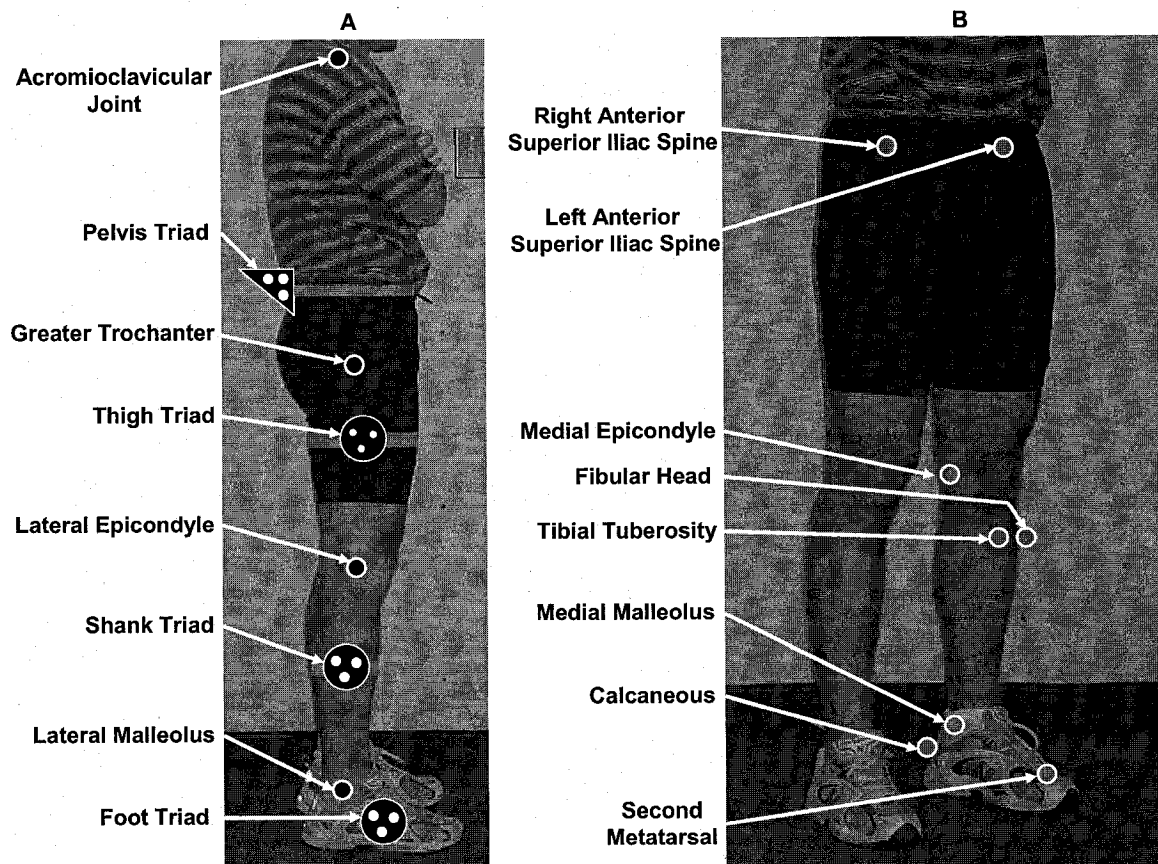 A
Acromioclavicular
Joint
Pelvis Triad
Greater Trochanter
Thigh Triad
Lateral Epicondyle
Shank Triad
Lateral Malleolus
Foot Triad
B
Right Anterior
Superior Iliac Spine
Left Anterior
Superior Iliac Spine
Medial Epicondyle
Fibular Head
Tibial Tuberosity
Medial Malleolus
Calcaneous
Second
Metatarsal